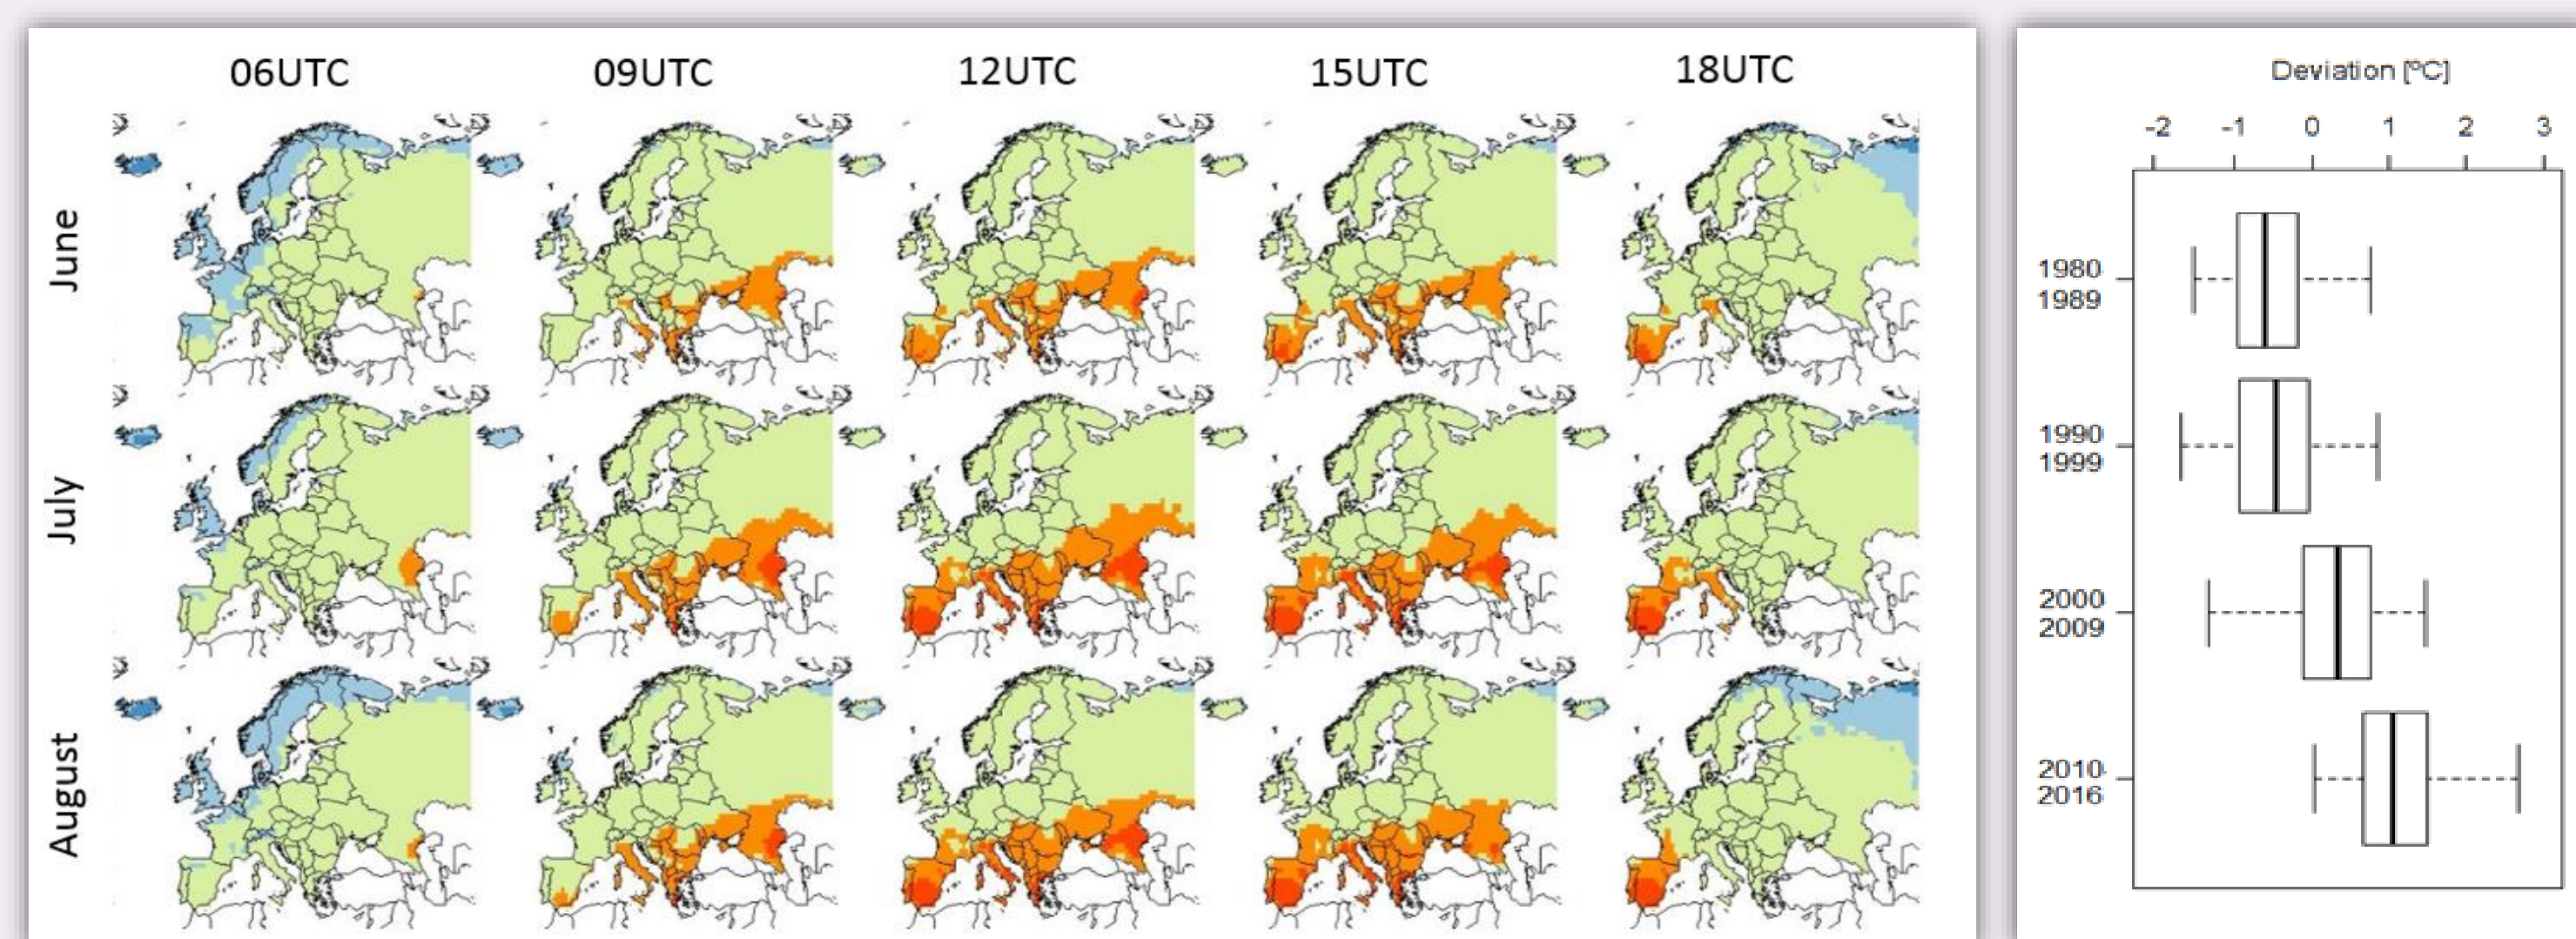 06UTC 09UTC 12UTC 15UTC 18UTC
June
July
August
Deviation [ºC]
-2 -1 0 1 2 3
1980
1989
1990
1999
2000
2009
2010
2016